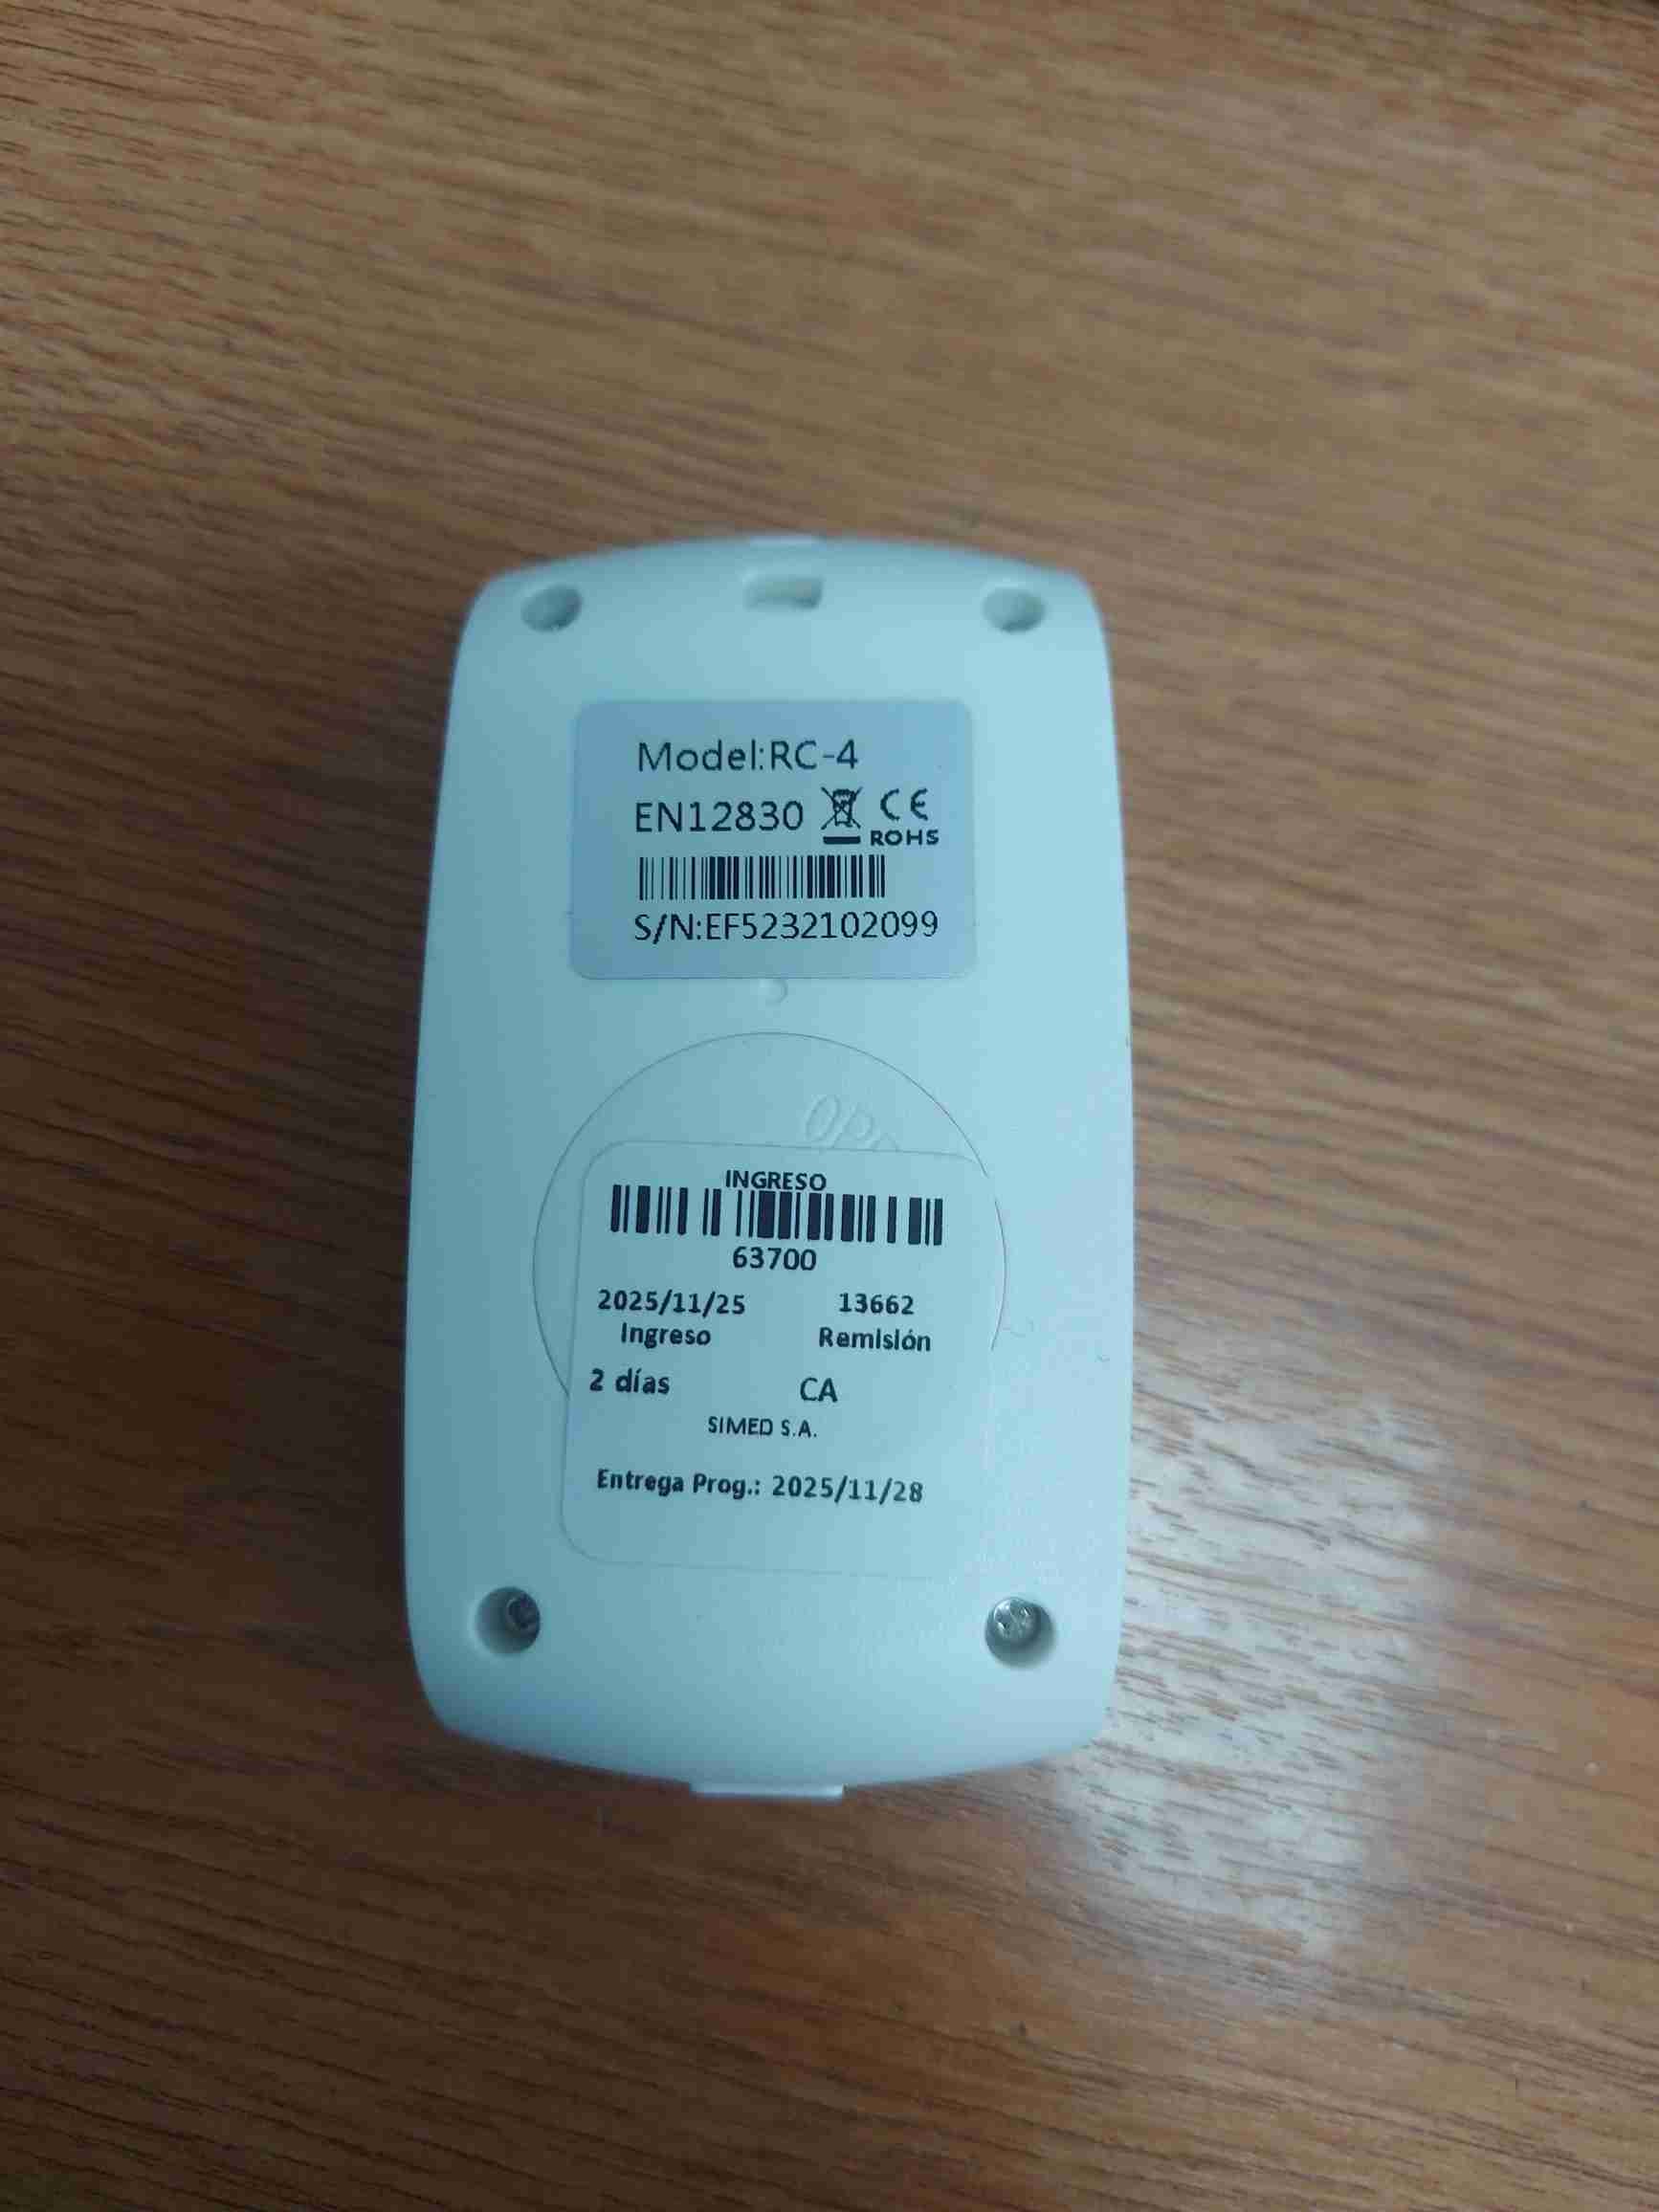 Model:RC-4
EN12830 CE
ROHS
S/N:EF5232102099
INGRESO
63700
2025/11/25 13662
Ingreso Remisión
2 días CA
SIMED S.A.
Entrega Prog.: 2025/11/28